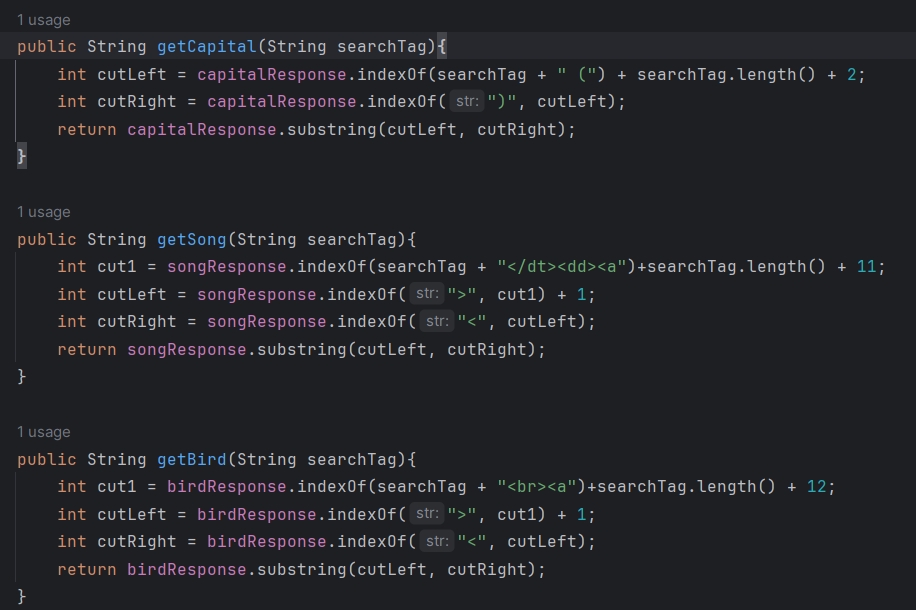 1 usage
public String getCapital(String searchTag){
    int cutLeft = capitalResponse.indexOf(searchTag + " (") + searchTag.length() + 2;
    int cutRight = capitalResponse.indexOf( str: ")", cutLeft);
    return capitalResponse.substring(cutLeft, cutRight);
}
1 usage
public String getSong(String searchTag){
    int cut1 = songResponse.indexOf(searchTag + "</dt><dd><a")+searchTag.length() + 11;
    int cutLeft = songResponse.indexOf( str: ">", cut1) + 1;
    int cutRight = songResponse.indexOf( str: "<", cutLeft);
    return songResponse.substring(cutLeft, cutRight);
}
1 usage
public String getBird(String searchTag){
    int cut1 = birdResponse.indexOf(searchTag + "<br><a")+searchTag.length() + 12;
    int cutLeft = birdResponse.indexOf( str: ">", cut1) + 1;
    int cutRight = birdResponse.indexOf( str: "<", cutLeft);
    return birdResponse.substring(cutLeft, cutRight);
}